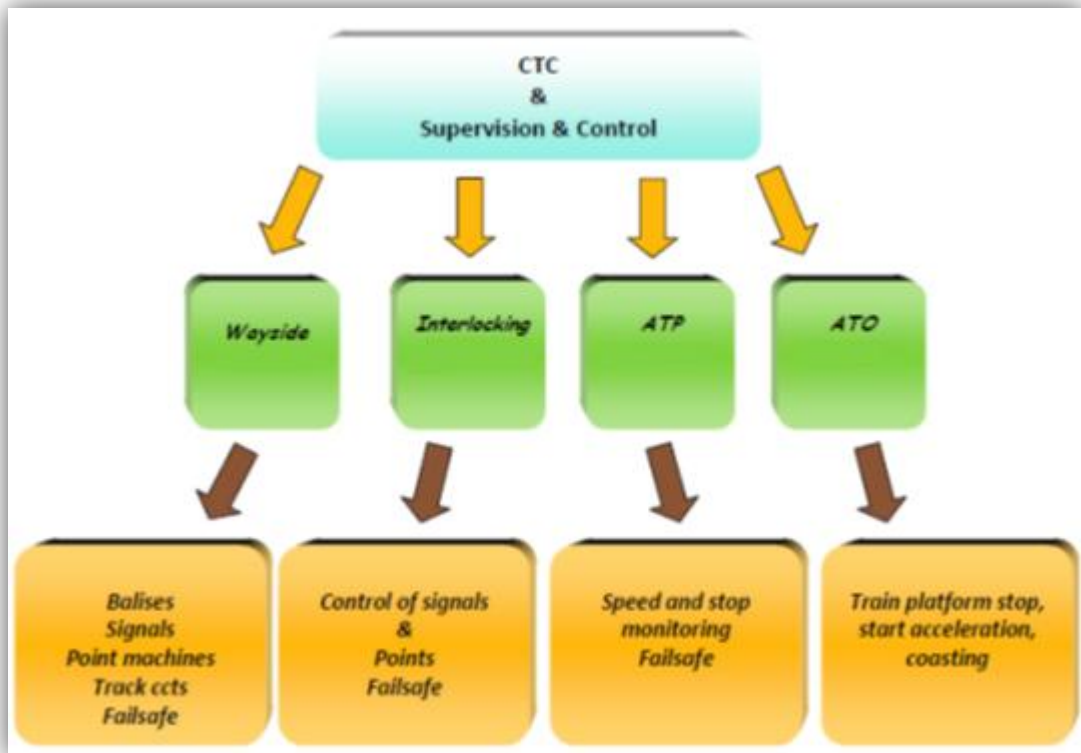 CTC
&
Supervision & Control
Wayside
Interlocking
ATP
ATO
Balises
Signals
Point machines
Track ccts
Failsafe
Control of signals
&
Points
Failsafe
Speed and stop
monitoring
Failsafe
Train platform stop,
start acceleration,
coasting